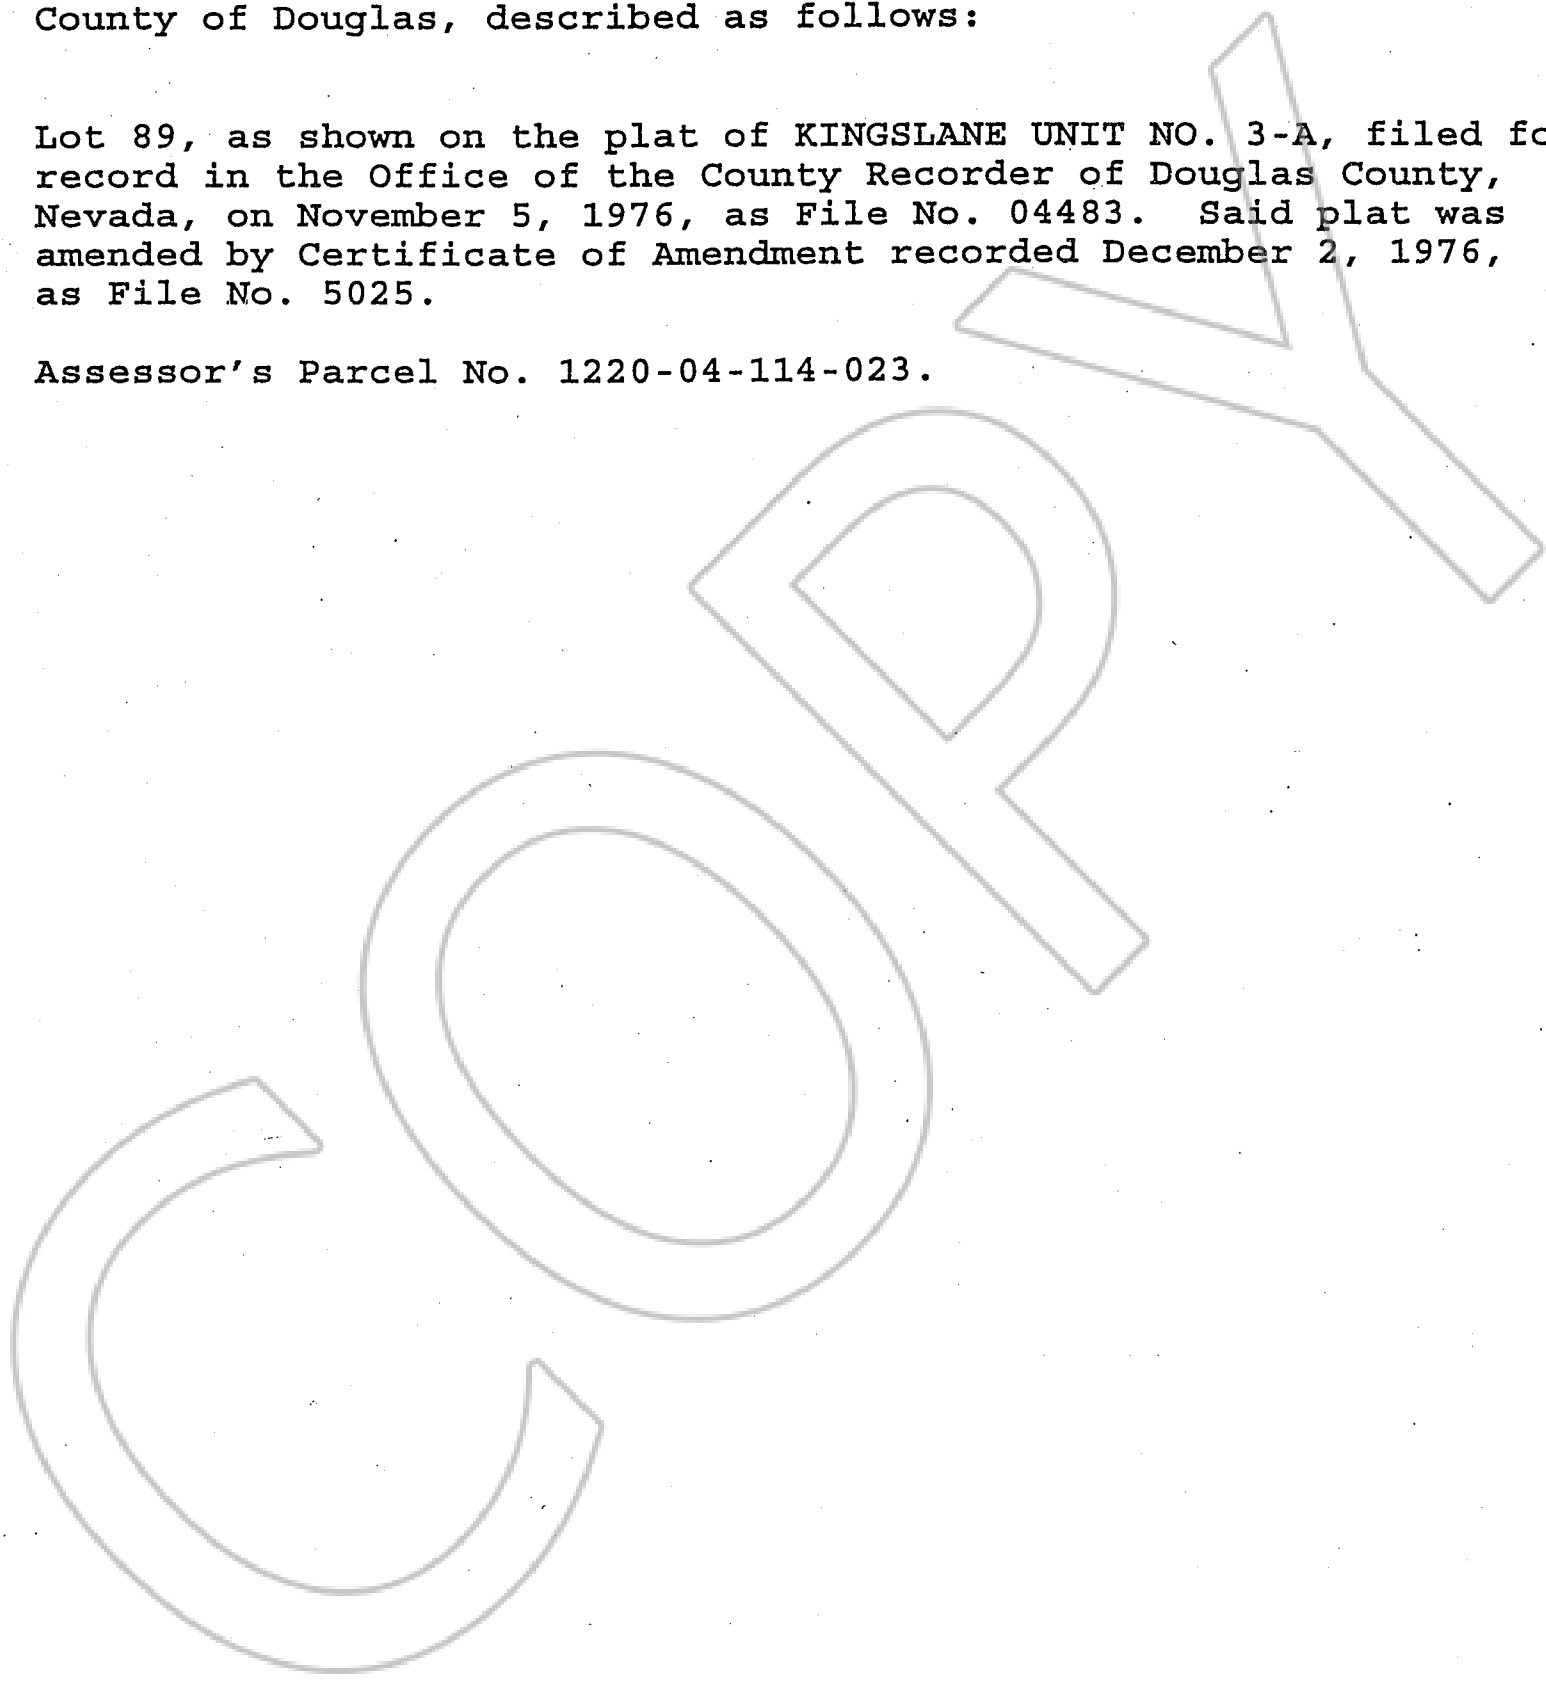 County of Douglas, described as follows:
Lot 89, as shown on the plat of KINGSLANE UNIT NO. 3-A, filed fo
record in the Office of the County Recorder of Douglas County,
Nevada, on November 5, 1976, as File No. 04483. Said plat was
amended by Certificate of Amendment recorded December 2, 1976,
as File No. 5025.
Assessor's Parcel No. 1220-04-114-023.
COPY